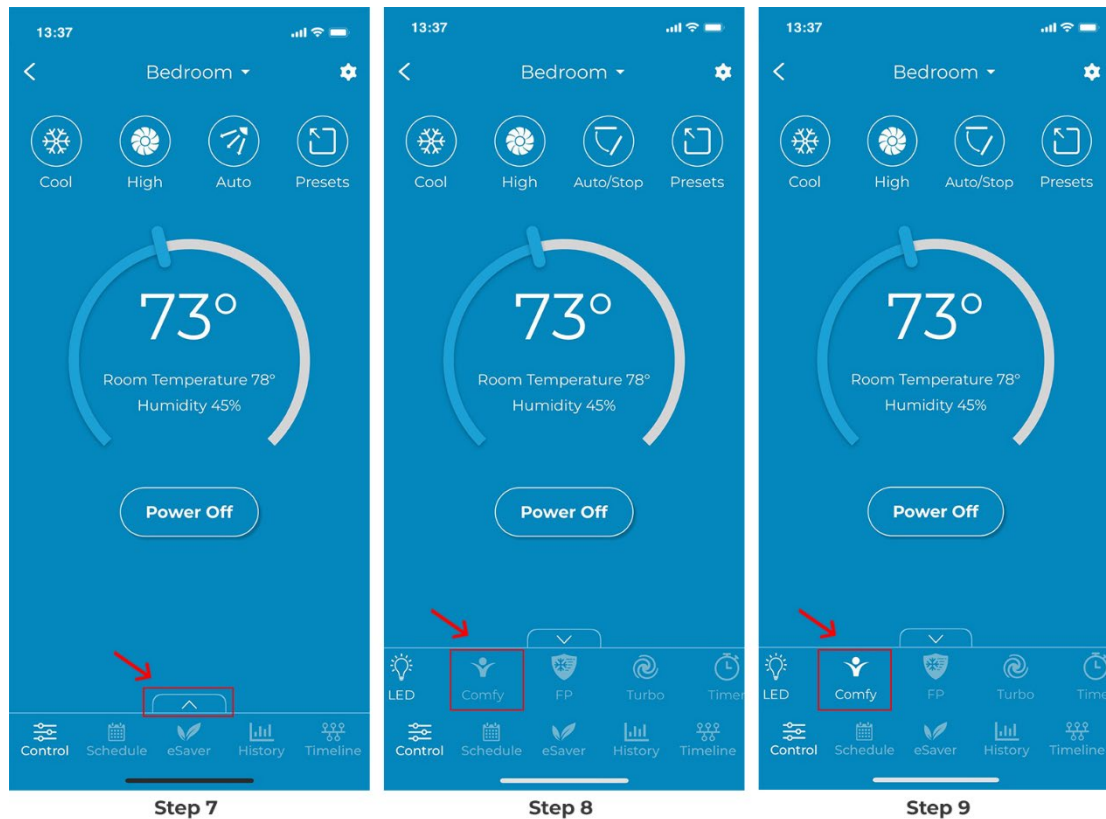 13:37
Bedroom
Cool High Auto Presets
73°
Room Temperature 78°
Humidity 45%
Power Off
Control Schedule eSaver History Timeline
Step 7
13:37
Bedroom
Cool High Auto/Stop Presets
73°
Room Temperature 78°
Humidity 45%
Power Off
LED Comfy FP Turbo Timer
Control Schedule eSaver History Timeline
Step 8
13:37
Bedroom
Cool High Auto/Stop Presets
73°
Room Temperature 78°
Humidity 45%
Power Off
LED Comfy FP Turbo Time
Control Schedule eSaver History Timeline
Step 9